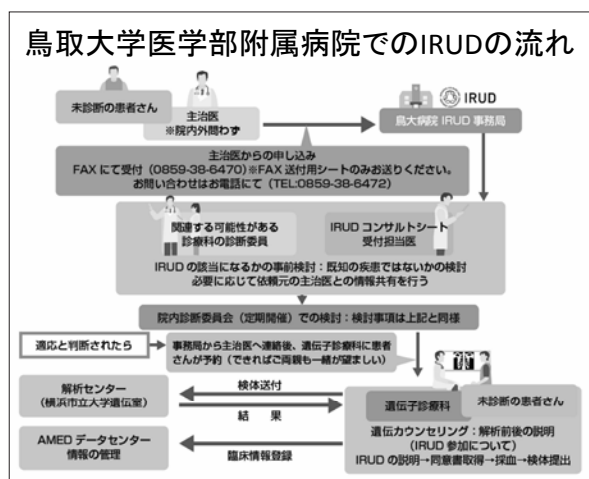 鳥取大学医学部附属病院でのIRUDの流れ
未診断の患者さん
主治医
※院内外問わず
IRUD
鳥大病院 IRUD 事務局
主治医からの申し込み
FAX にて受付（0859-38-6470）※FAX 送付用シートのみお送りください。
お問い合わせはお電話にて（TEL:0859-38-6472）
関連する可能性がある
診療科の診断委員
IRUD コンサルトシート
受付担当医
IRUD の該当になるかの事前検討：既知の疾患ではないかの検討
必要に応じて依頼元の主治医との情報共有を行う
院内診断委員会（定期開催）での検討：検討事項は上記と同様
適応と判断されたら
事務局から主治医へ連絡後、遺伝子診療科に患者
さんが予約（できればご両親も一緒が望ましい）
解析センター
（横浜市立大学遺伝室）
検体送付
結　果
遺伝子診療科
未診断の患者さん
AMED データセンター
情報の管理
臨床情報登録
遺伝カウンセリング：解析前後の説明
（IRUD 参加について）
IRUD の説明→同意書取得→採血→検体提出